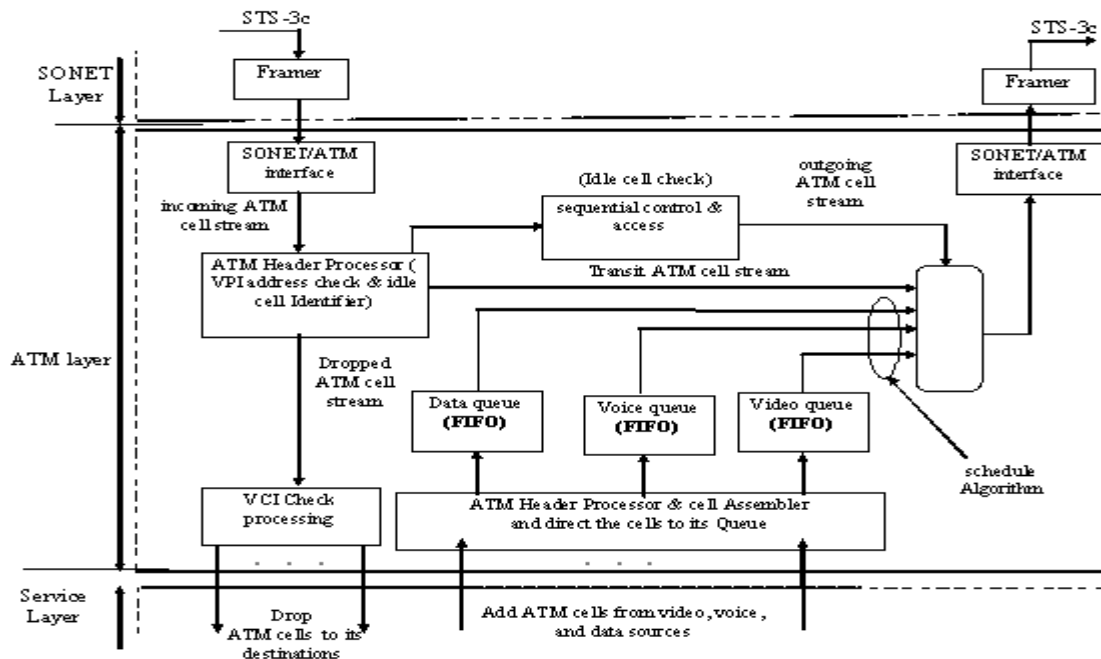 STS-3c
STS-3c
SONET
Layer
Framer
Framer
SONET/ATM
interface
SONET/ATM
interface
incoming ATM
cell stream
(Idle cell check)
sequential control &
access
outgoing
ATM cell
stream
ATM Header Processor (
VPI address check & idle
cell Identifier)
Transit ATM cell stream
ATM layer
Dropped
ATM cell
stream
Data queue
(FIFO)
Voice queue
(FIFO)
Video queue
(FIFO)
schedule
Algorithm
VCI Check
processing
ATM Header Processor & cell Assembler
and direct the cells to its Queue
. . .
. . .
Service
Layer
Drop
ATM cells to its
destinations
Add ATM cells from video, voice,
and data sources